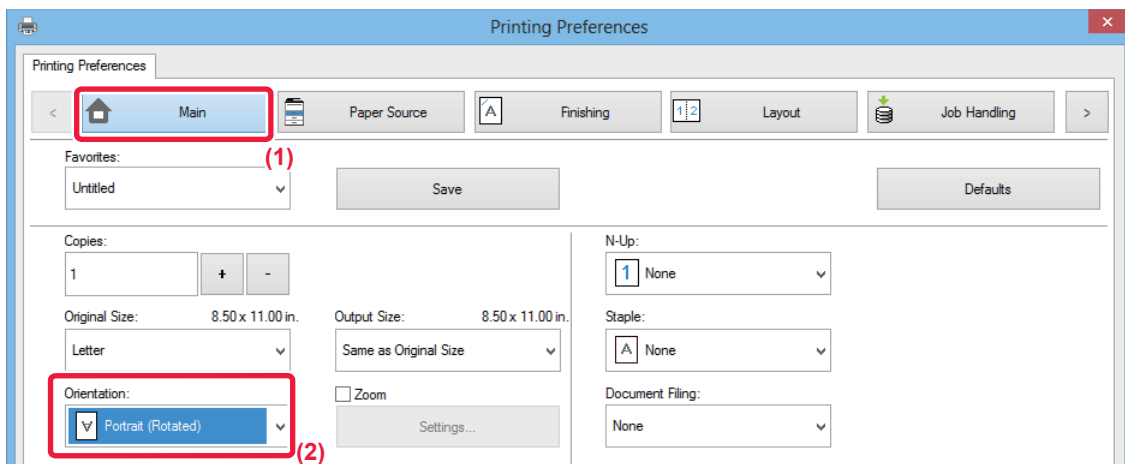 Printing Preferences
×
Printing Preferences
< Main Paper Source A Finishing 1 2 Layout Job Handling >
(1)
Favorites:
Untitled Save Defaults
Copies: N-Up:
1 + - 1 None
Original Size: 8.50 x 11.00 in. Output Size: 8.50 x 11.00 in. Staple:
Letter Same as Original Size A None
Orientation: Zoom Document Filing:
A Portrait (Rotated) Settings... None
(2)